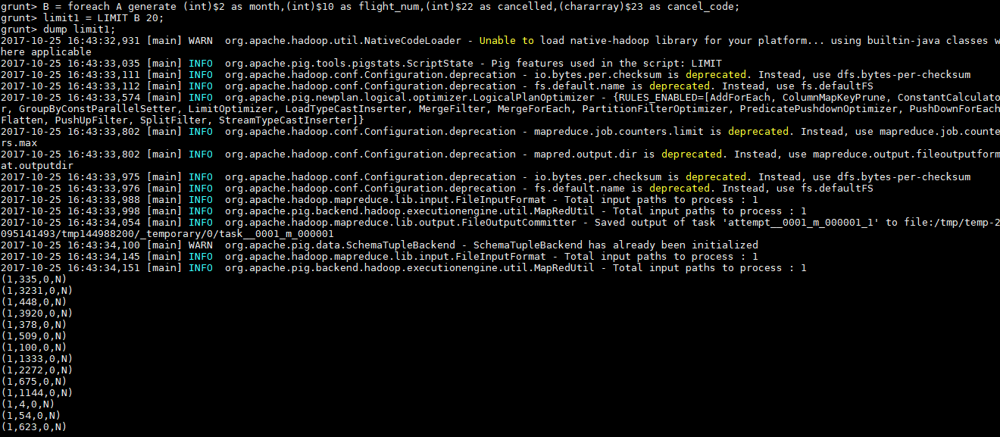 grunt> B = foreach A generate (int)$2 as month,(int)$10 as flight_num,(int)$22 as cancelled,(chararray)$23 as cancel_code;
grunt> limit1 = LIMIT B 20;
grunt> dump limit1;
2017-10-25 16:43:32,931 [main] WARN  org.apache.hadoop.util.NativeCodeLoader - Unable to load native-hadoop library for your platform... using builtin-java classes w
here applicable
2017-10-25 16:43:33,035 [main] INFO  org.apache.pig.tools.pigstats.ScriptState - Pig features used in the script: LIMIT
2017-10-25 16:43:33,111 [main] INFO  org.apache.hadoop.conf.Configuration.deprecation - io.bytes.per.checksum is deprecated. Instead, use dfs.bytes-per-checksum
2017-10-25 16:43:33,112 [main] INFO  org.apache.hadoop.conf.Configuration.deprecation - fs.default.name is deprecated. Instead, use fs.defaultFS
2017-10-25 16:43:33,574 [main] INFO  org.apache.pig.newplan.logical.optimizer.LogicalPlanOptimizer - {RULES_ENABLED=[AddForEach, ColumnMapKeyPrune, ConstantCalculato
r, GroupByConstParallelSetter, LimitOptimizer, LoadTypeCastInserter, MergeFilter, MergeForEach, PartitionFilterOptimizer, PredicatePushdownOptimizer, PushDownForEach
Flatten, PushUpFilter, SplitFilter, StreamTypeCastInserter]}
2017-10-25 16:43:33,802 [main] INFO  org.apache.hadoop.conf.Configuration.deprecation - mapreduce.job.counters.limit is deprecated. Instead, use mapreduce.job.counte
rs.max
2017-10-25 16:43:33,802 [main] INFO  org.apache.hadoop.conf.Configuration.deprecation - mapred.output.dir is deprecated. Instead, use mapreduce.output.fileoutputform
at.outputdir
2017-10-25 16:43:33,975 [main] INFO  org.apache.hadoop.conf.Configuration.deprecation - io.bytes.per.checksum is deprecated. Instead, use dfs.bytes-per-checksum
2017-10-25 16:43:33,976 [main] INFO  org.apache.hadoop.conf.Configuration.deprecation - fs.default.name is deprecated. Instead, use fs.defaultFS
2017-10-25 16:43:33,988 [main] INFO  org.apache.hadoop.mapreduce.lib.input.FileInputFormat - Total input paths to process : 1
2017-10-25 16:43:33,998 [main] INFO  org.apache.pig.backend.hadoop.executionengine.util.MapRedUtil - Total input paths to process : 1
2017-10-25 16:43:34,054 [main] INFO  org.apache.hadoop.mapreduce.lib.output.FileOutputCommitter - Saved output of task 'attempt__0001_m_000001_1' to file:/tmp/temp-2
095141493/tmp144988200/_temporary/0/task__0001_m_000001
2017-10-25 16:43:34,100 [main] WARN  org.apache.pig.data.SchemaTupleBackend - SchemaTupleBackend has already been initialized
2017-10-25 16:43:34,145 [main] INFO  org.apache.hadoop.mapreduce.lib.input.FileInputFormat - Total input paths to process : 1
2017-10-25 16:43:34,151 [main] INFO  org.apache.pig.backend.hadoop.executionengine.util.MapRedUtil - Total input paths to process : 1
(1,335,0,N)
(1,3231,0,N)
(1,448,0,N)
(1,3920,0,N)
(1,378,0,N)
(1,509,0,N)
(1,100,0,N)
(1,1333,0,N)
(1,2272,0,N)
(1,675,0,N)
(1,1144,0,N)
(1,4,0,N)
(1,54,0,N)
(1,623,0,N)